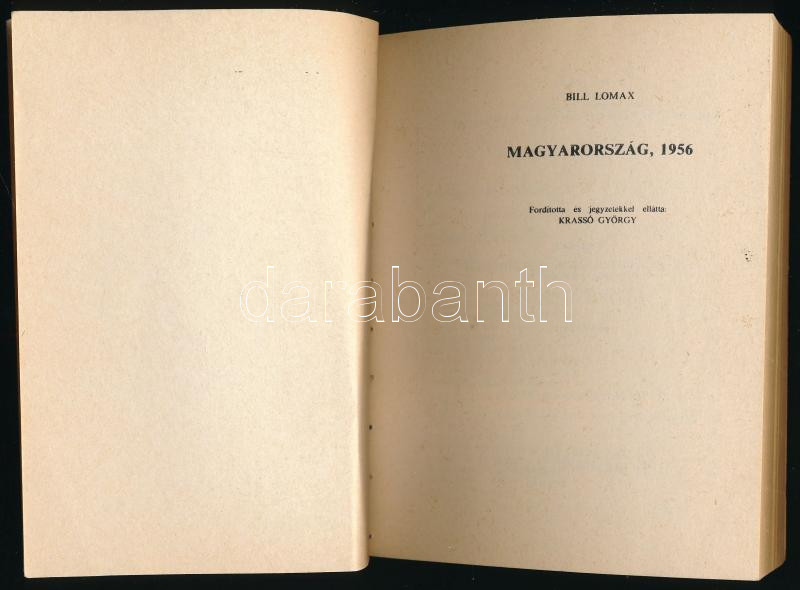 BILL LOMAX
MAGYARORSZÁG, 1956
Fordította és jegyzetekkel ellátta:
KRASSÓ GYÖRGY
darabanth